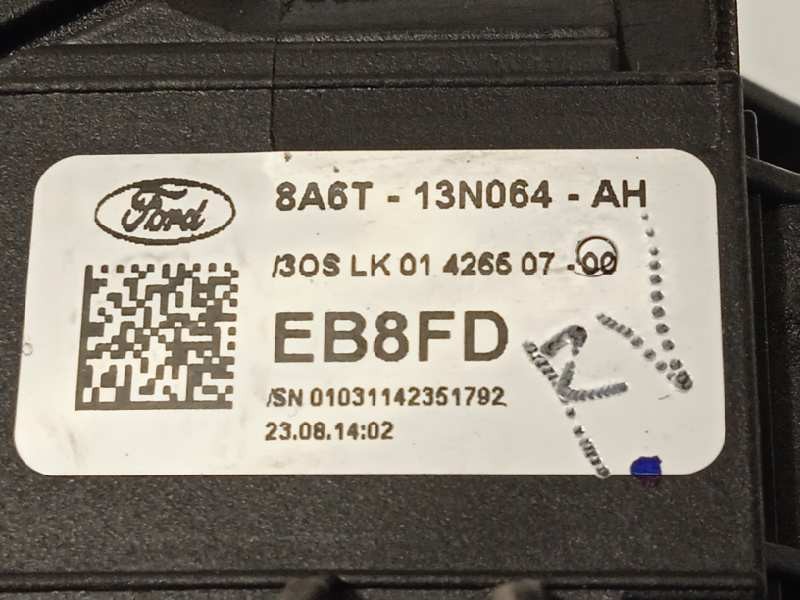 Ford
8A6T - 13N064 - AH
/3OS LK 01 4266 07 - 00
EB8FD
/SN 01031142351792
23.08.14:02